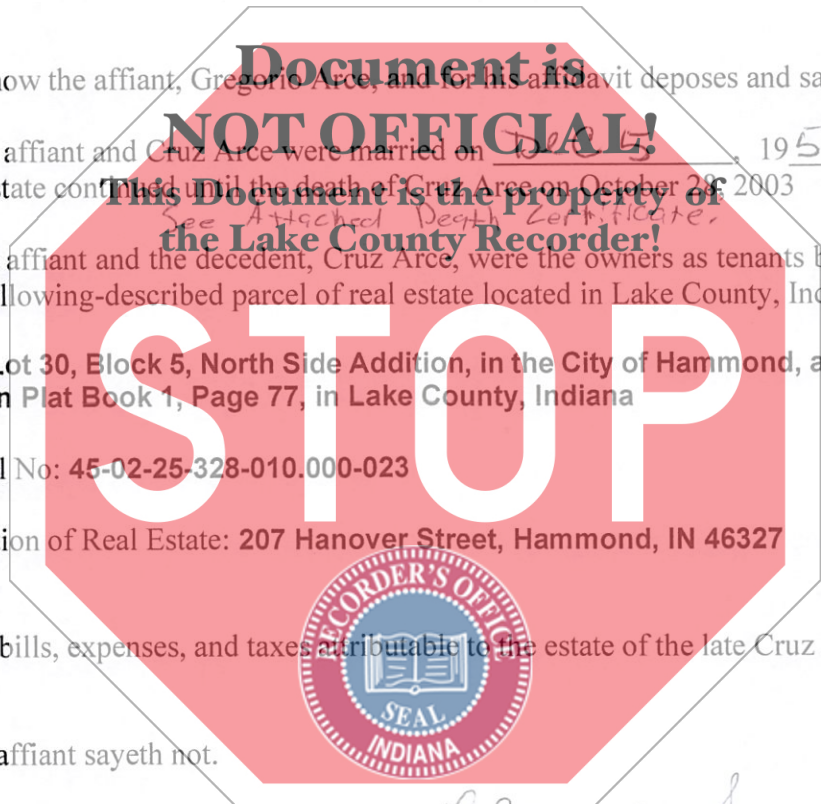 Document is
now the affiant, Gregorio Arce, and for his affidavit deposes and sa
NOT OFFICIAL!
affiant and Cruz Arce were married on Dec 5, 195
This Document is the property of
state continued until the death of Cruz Arce on October 28, 2003
See Attached Death Certificate.
the Lake County Recorder!
affiant and the decedent, Cruz Arce, were the owners as tenants b
llowing-described parcel of real estate located in Lake County, Ind
STOP
Lot 30, Block 5, North Side Addition, in the City of Hammond, a
n Plat Book 1, Page 77, in Lake County, Indiana
l No: 45-02-25-328-010.000-023
tion of Real Estate: 207 Hanover Street, Hammond, IN 46327
RECORDER'S OFFICE
bills, expenses, and taxes attributable to the estate of the late Cruz
SEAL
INDIANA
affiant sayeth not.